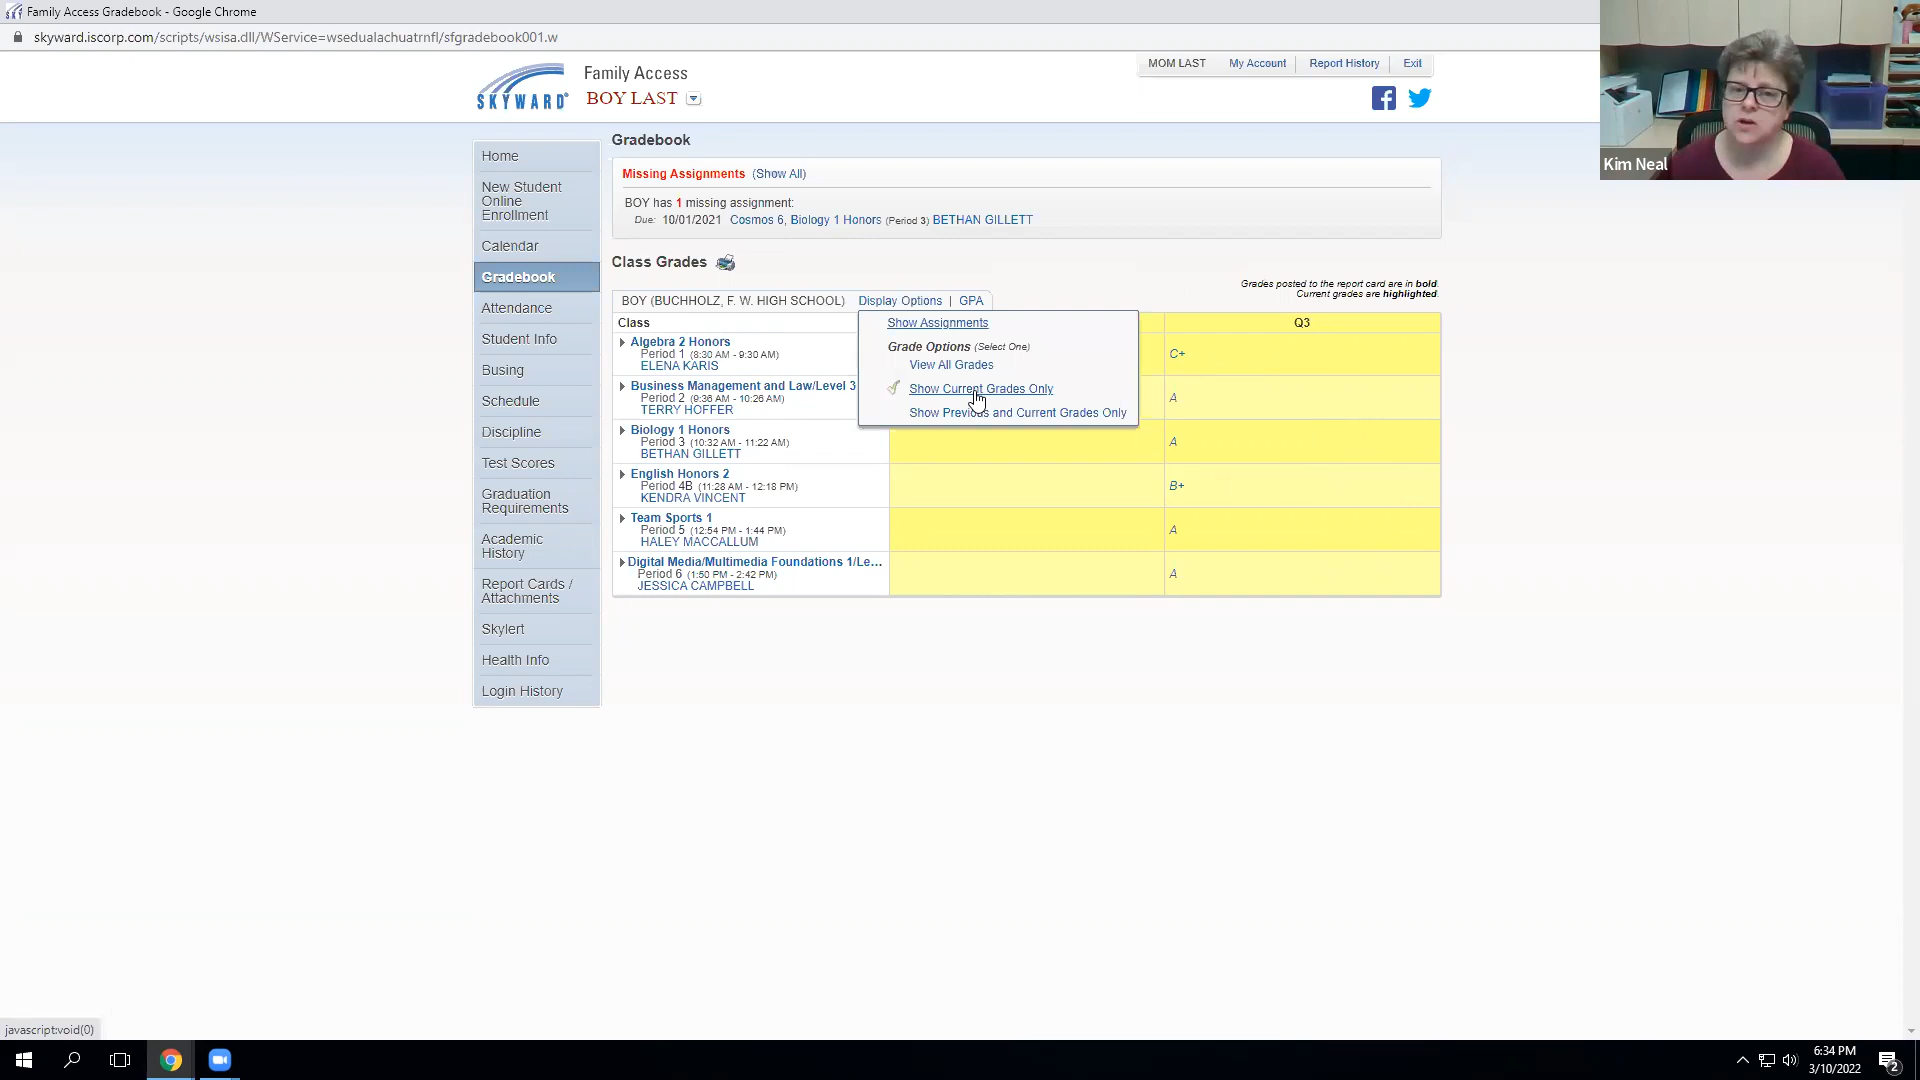 Family Access Gradebook - Google Chrome
skyward.iscorp.com/scripts/wsisa.dll/WService=wsedualachuatrnfl/sfgradebook001.w
SKYWARD
Family Access
BOY LAST
MOM LAST My Account Report History Exit
Kim Neal
Home
New Student
Online
Enrollment
Calendar
Gradebook
Attendance
Student Info
Busing
Schedule
Discipline
Test Scores
Graduation
Requirements
Academic
History
Report Cards /
Attachments
Skylert
Health Info
Login History
Gradebook
Missing Assignments (Show All)
BOY has 1 missing assignment:
Due: 10/01/2021 Cosmos 6, Biology 1 Honors (Period 3) BETHAN GILLETT
Class Grades
Grades posted to the report card are in bold.
Current grades are highlighted.
BOY (BUCHHOLZ, F. W. HIGH SCHOOL) Display Options | GPA
Class Q3
Show Assignments
Grade Options (Select One)
View All Grades
Show Current Grades Only
Show Previous and Current Grades Only
Algebra 2 Honors
Period 1 (8:30 AM - 9:30 AM) C+
ELENA KARIS
Business Management and Law/Level 3
Period 2 (9:36 AM - 10:26 AM) A
TERRY HOFFER
Biology 1 Honors
Period 3 (10:32 AM - 11:22 AM) A
BETHAN GILLETT
English Honors 2
Period 4B (11:28 AM - 12:18 PM) B+
KENDRA VINCENT
Team Sports 1
Period 5 (12:54 PM - 1:44 PM) A
HALEY MACCALLUM
Digital Media/Multimedia Foundations 1/Le...
Period 6 (1:50 PM - 2:42 PM) A
JESSICA CAMPBELL
javascript:void(0)
6:34 PM
3/10/2022
2